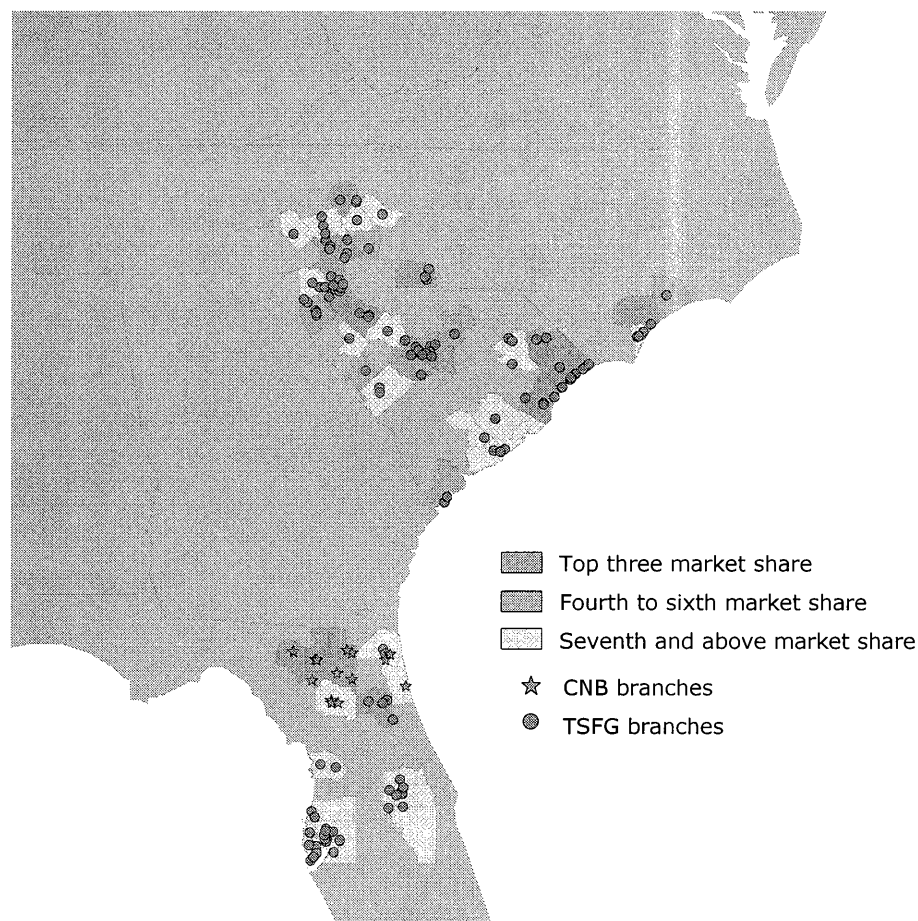 Top three market share
Fourth to sixth market share
Seventh and above market share
CNB branches
TSFG branches